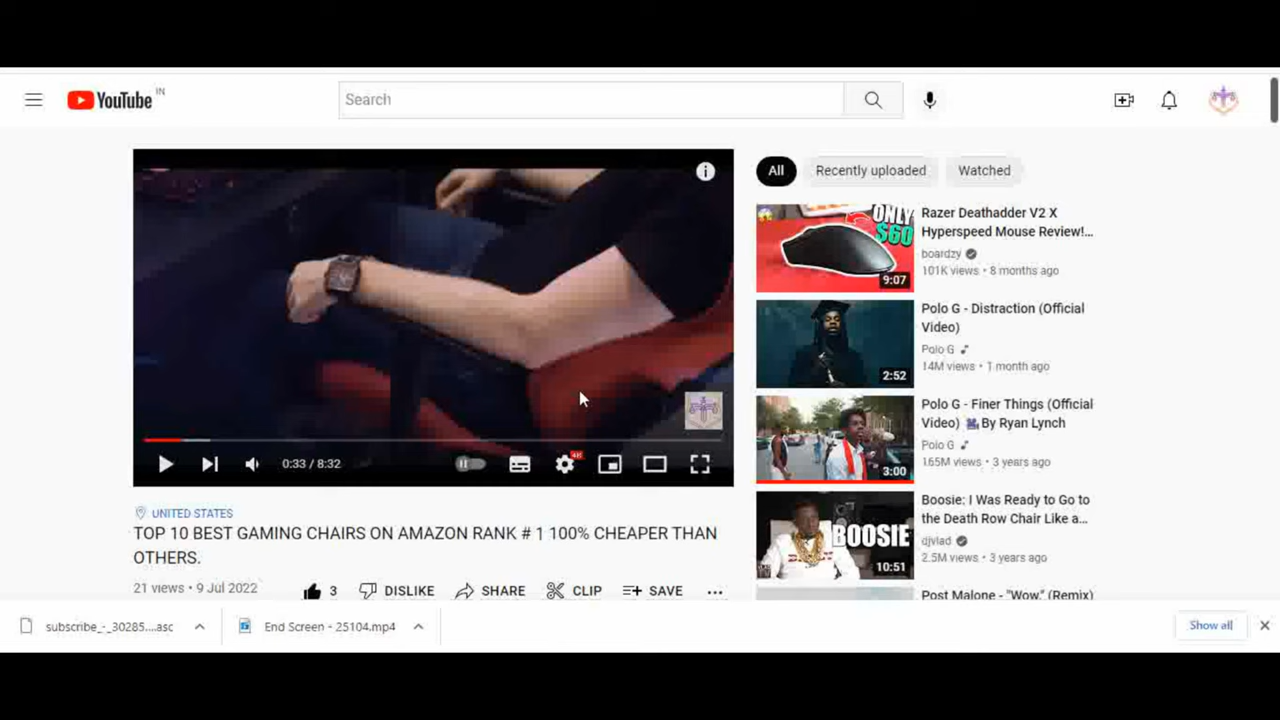 YouTube IN
Search
All
Recently uploaded
Watched
ONLY
$60
9:07
Razer Deathadder V2 X
Hyperspeed Mouse Review!...
boardzy
101K views • 8 months ago
2:52
Polo G - Distraction (Official
Video)
Polo G
14M views • 1 month ago
3:00
Polo G - Finer Things (Official
Video) By Ryan Lynch
Polo G
165M views • 3 years ago
BOOSIE
10:51
Boosie: I Was Ready to Go to
the Death Row Chair Like a...
djvlad
2.5M views • 3 years ago
Post Malone - "Wow." (Remix)
0:33 / 8:32
4K
UNITED STATES
TOP 10 BEST GAMING CHAIRS ON AMAZON RANK # 1 100% CHEAPER THAN
OTHERS.
21 views • 9 Jul 2022
3
DISLIKE
SHARE
CLIP
SAVE
subscribe_-_30285....asc
End Screen - 25104.mp4
Show all